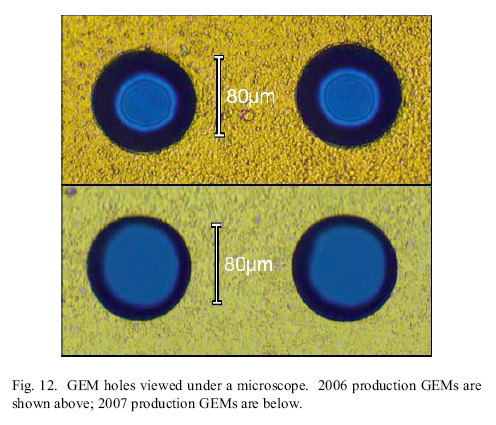 80µm
80µm
Fig. 12. GEM holes viewed under a microscope. 2006 production GEMs are
shown above; 2007 production GEMs are below.